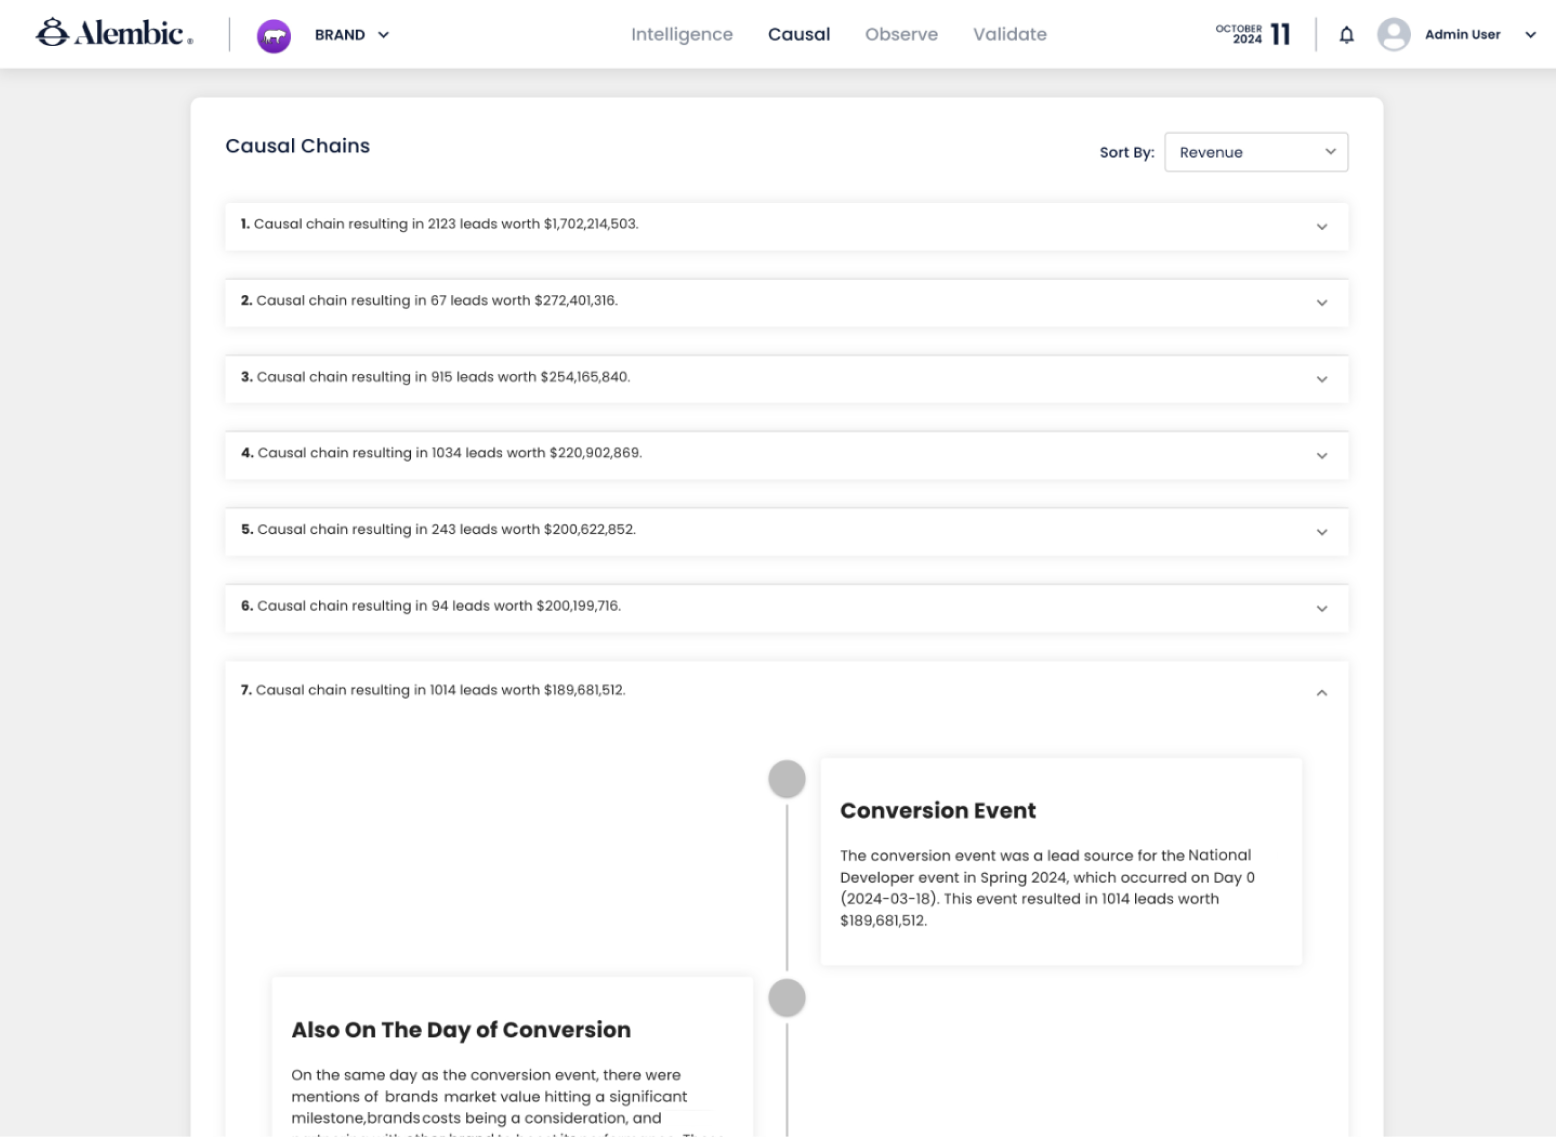 Alembic®
BRAND
Intelligence
Causal
Observe
Validate
OCTOBER
2024
11
Admin User
Causal Chains
Sort By:
Revenue
1. Causal chain resulting in 2123 leads worth $1,702,214,503.
2. Causal chain resulting in 67 leads worth $272,401,316.
3. Causal chain resulting in 915 leads worth $254,165,840.
4. Causal chain resulting in 1034 leads worth $220,902,869.
5. Causal chain resulting in 243 leads worth $200,622,852.
6. Causal chain resulting in 94 leads worth $200,199,716.
7. Causal chain resulting in 1014 leads worth $189,681,512.
Conversion Event
The conversion event was a lead source for the National
Developer event in Spring 2024, which occurred on Day 0
(2024-03-18). This event resulted in 1014 leads worth
$189,681,512.
Also On The Day of Conversion
On the same day as the conversion event, there were
mentions of brands market value hitting a significant
milestone,brands costs being a consideration, and